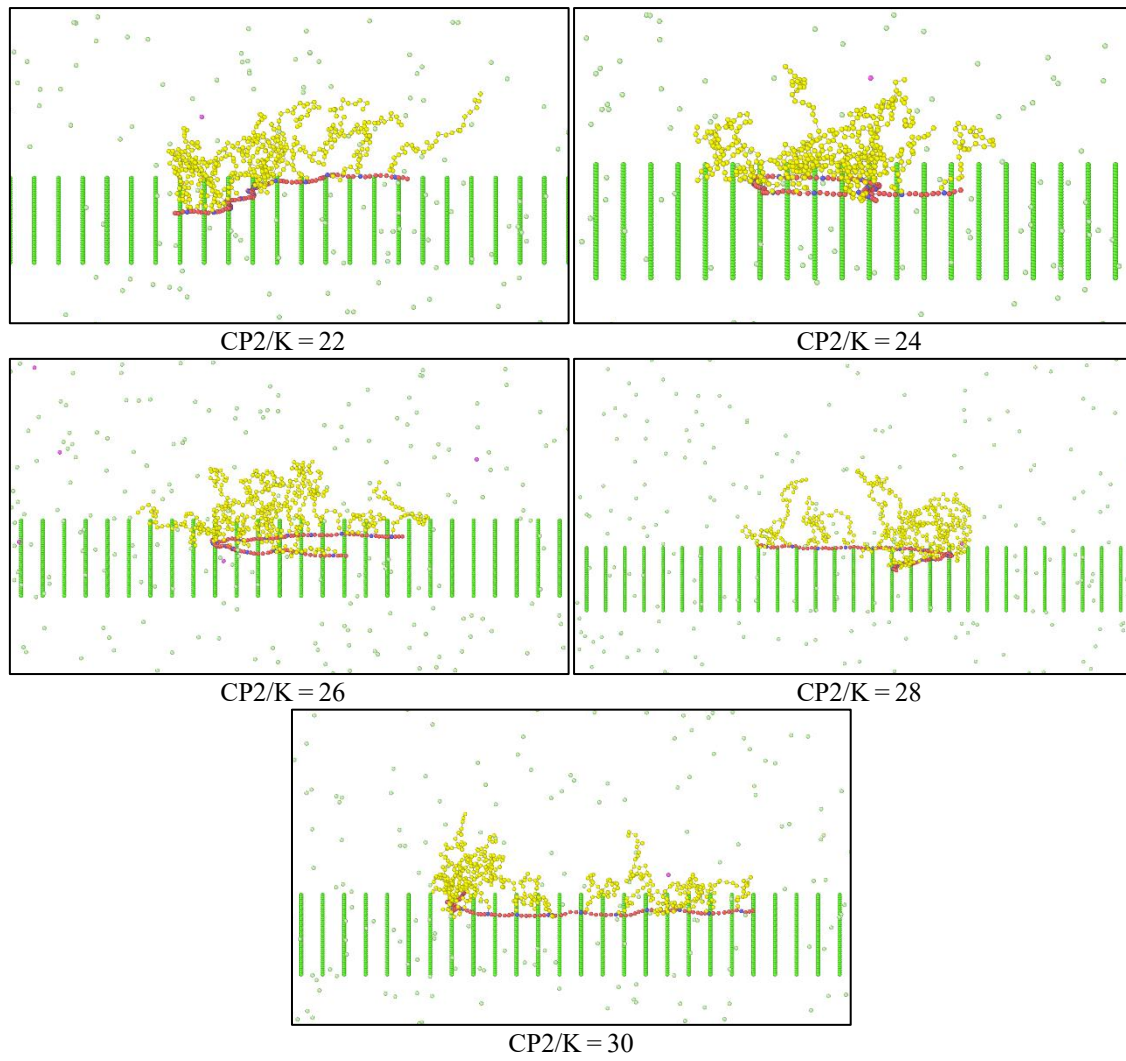 CP2/K = 22
CP2/K = 24
CP2/K = 26
CP2/K = 28
CP2/K = 30